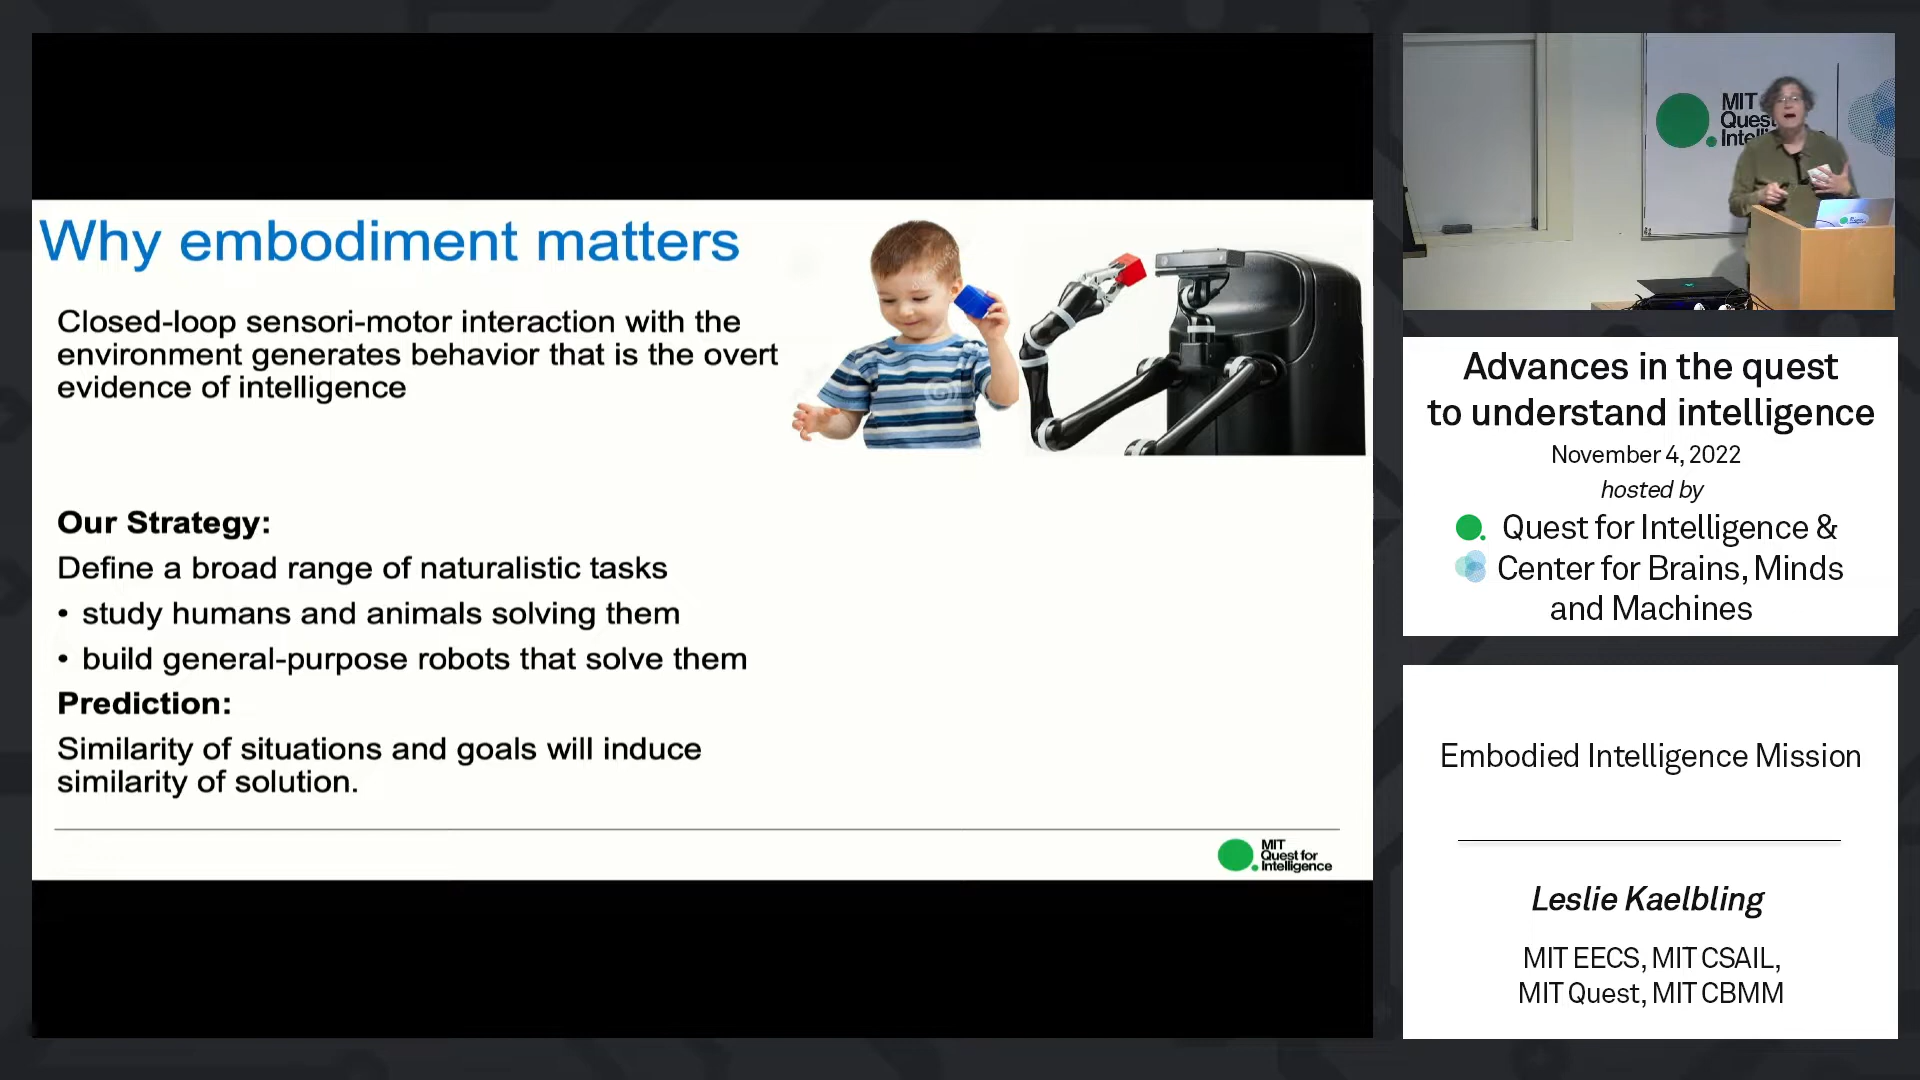 Why embodiment matters
Closed-loop sensori-motor interaction with the
environment generates behavior that is the overt
evidence of intelligence
Our Strategy:
Define a broad range of naturalistic tasks
• study humans and animals solving them
• build general-purpose robots that solve them
Prediction:
Similarity of situations and goals will induce
similarity of solution.
MIT
Quest for
Intelligence
MIT
Advances in the quest
to understand intelligence
November 4, 2022
hosted by
Quest for Intelligence &
Center for Brains, Minds
and Machines
Embodied Intelligence Mission
Leslie Kaelbling
MIT EECS, MIT CSAIL,
MIT Quest, MIT CBMM